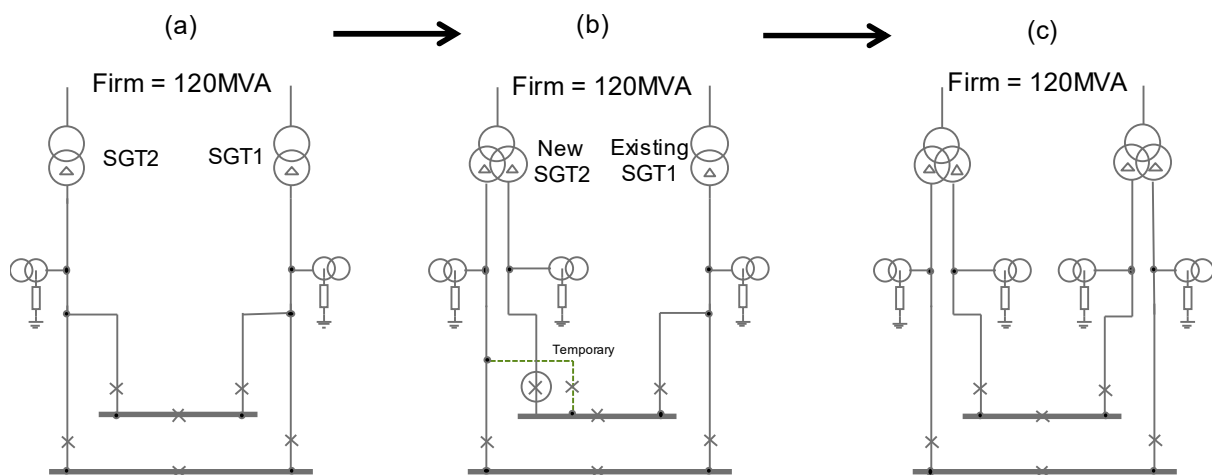 (a)
(b)
(c)
Firm = 120MVA
Firm = 120MVA
Firm = 120MVA
SGT2
SGT1
New
SGT2
Existing
SGT1
Temporary